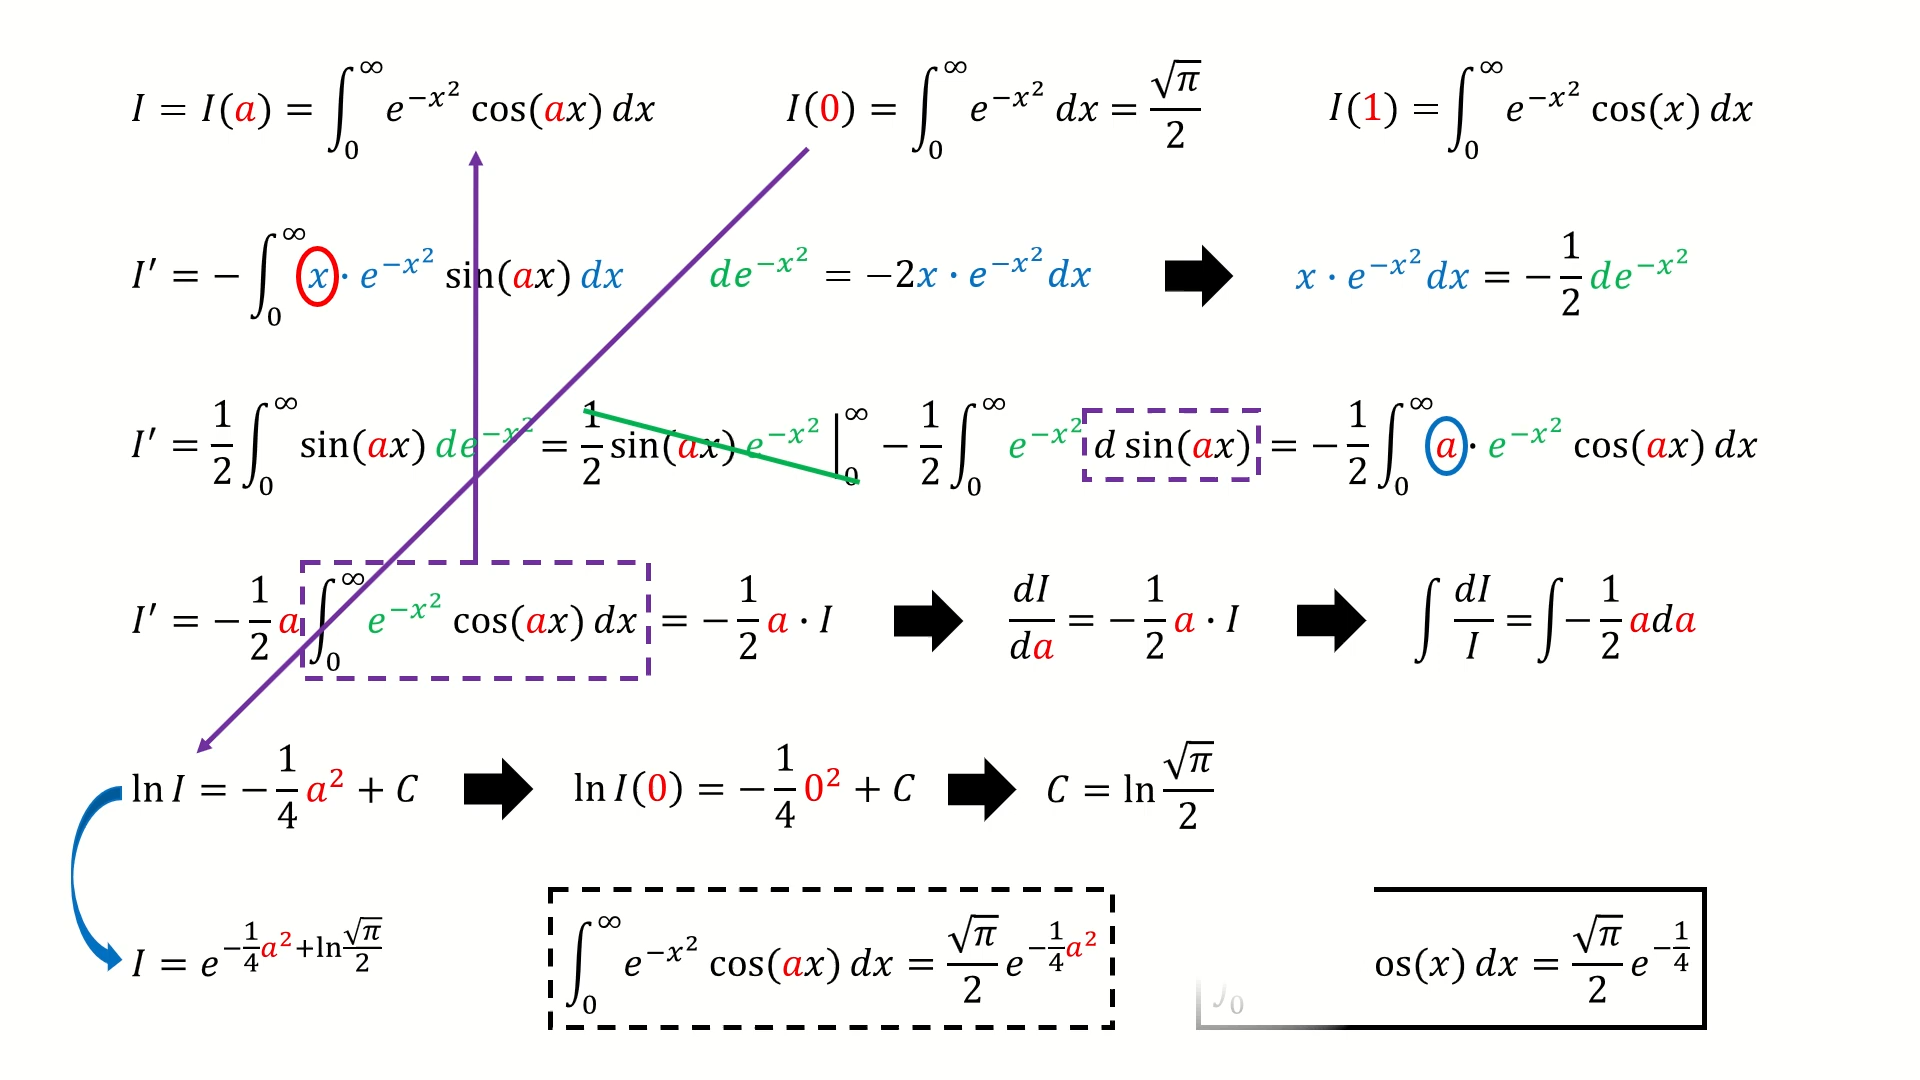 I = I(a) = ∫₀^∞ e^{−x²} cos(ax) dx    I(0) = ∫₀^∞ e^{−x²} dx = √π/2    I(1) = ∫₀^∞ e^{−x²} cos(x) dx
I′ = −∫₀^∞ x · e^{−x²} sin(ax) dx    de^{−x²} = −2x · e^{−x²}dx ➡ x · e^{−x²}dx = −1/2 de^{−x²}
I′ = 1/2 ∫₀^∞ sin(ax) de^{−x²} = 1/2 sin(ax) e^{−x²} |₀^∞ − 1/2 ∫₀^∞ e^{−x²} d sin(ax) = −1/2 ∫₀^∞ a · e^{−x²} cos(ax) dx
I′ = −1/2 a ∫₀^∞ e^{−x²} cos(ax) dx = −1/2 a · I ➡ dI/da = −1/2 a · I ➡ ∫ dI/I = ∫ −1/2 ada
ln I = −1/4 a² + C ➡ ln I(0) = −1/4 0² + C ➡ C = ln √π/2
I = e^{−1/4 a² + ln √π/2}    ∫₀^∞ e^{−x²} cos(ax) dx = √π/2 e^{−1/4 a²}    ∫₀ os(x) dx = √π/2 e^{−1/4}